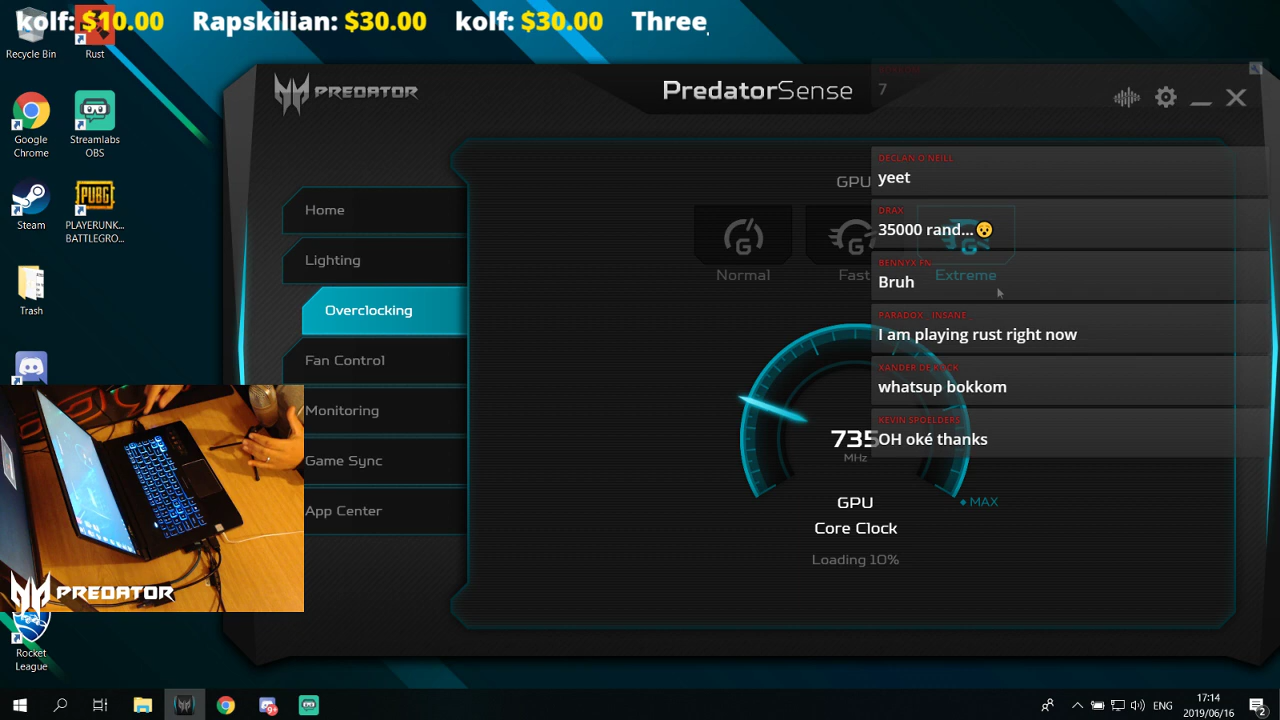 kolf: $10.00 Rapskilian: $30.00 kolf: $30.00 Three
Recycle Bin
Rust
PREDATOR
PredatorSense
7
Google
Chrome
Streamlabs
OBS
Steam
PLAYERUNK...
BATTLEGRO...
Trash
Home
Lighting
Overclocking
Fan Control
Monitoring
Game Sync
App Center
GPU
Normal
Fast
Extreme
735
MHz
MAX
GPU
Core Clock
Loading 10%
DECLAN O NEILL
yeet
DRAX
35000 rand...😯
BENNYX FN
Bruh
PARADOX - INSANE -
I am playing rust right now
XANDER DE KOCK
whatsup bokkom
KEVIN SPOELDERS
OH oké thanks
PREDATOR
Rocket
League
9+
ENG
17:14
2019/06/16
2